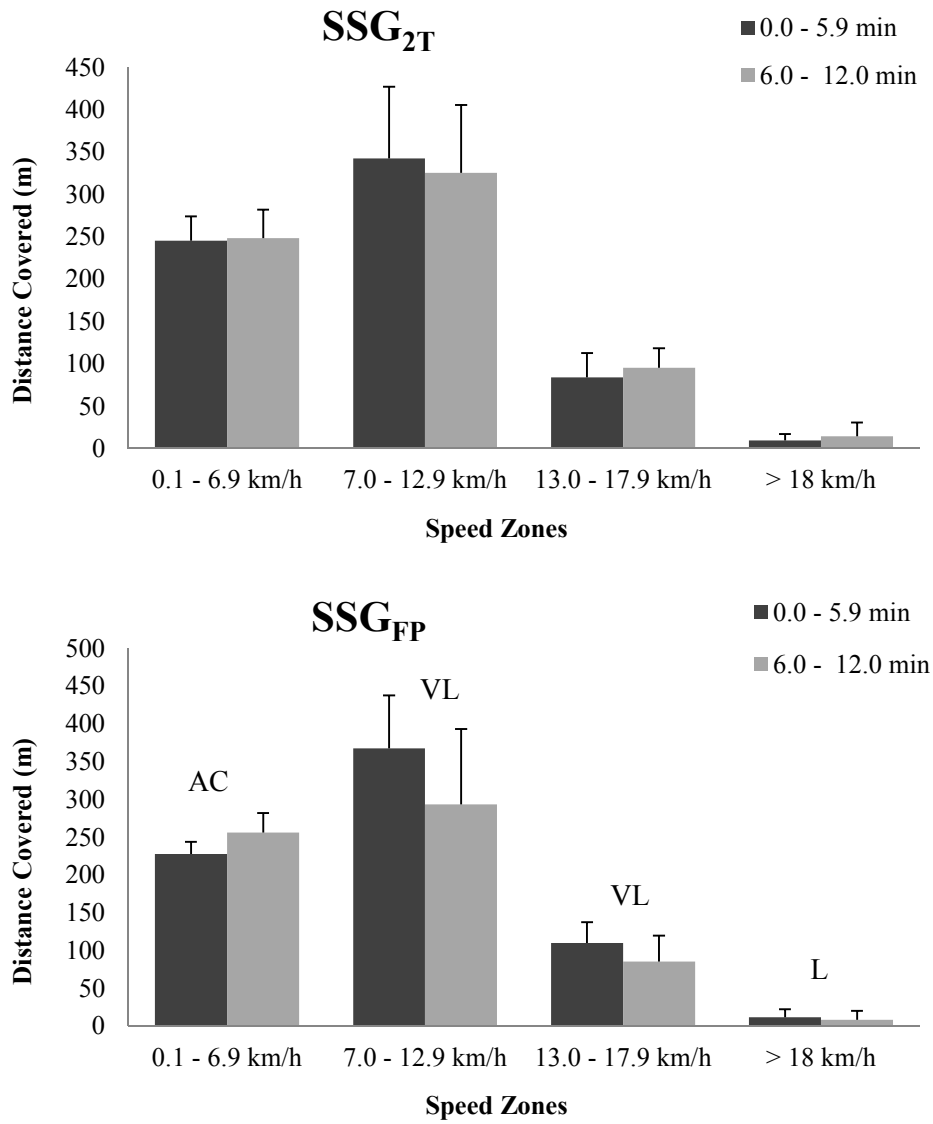 SSG2T
0.0 - 5.9 min
6.0 - 12.0 min
450
400
350
300
250
200
150
100
50
0
Distance Covered (m)
0.1 - 6.9 km/h 7.0 - 12.9 km/h 13.0 - 17.9 km/h > 18 km/h
Speed Zones
SSGFP
0.0 - 5.9 min
6.0 - 12.0 min
500
450
400
350
300
250
200
150
100
50
0
Distance Covered (m)
AC
VL
VL
L
0.1 - 6.9 km/h 7.0 - 12.9 km/h 13.0 - 17.9 km/h > 18 km/h
Speed Zones